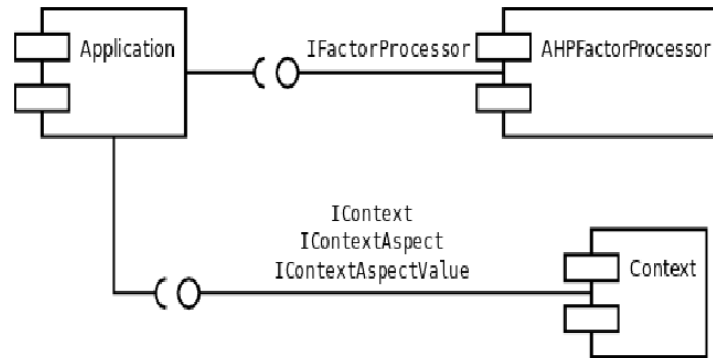 Application
IFactorProcessor
AHPFactorProcessor
IContext
IContextAspect
IContextAspectValue
Context